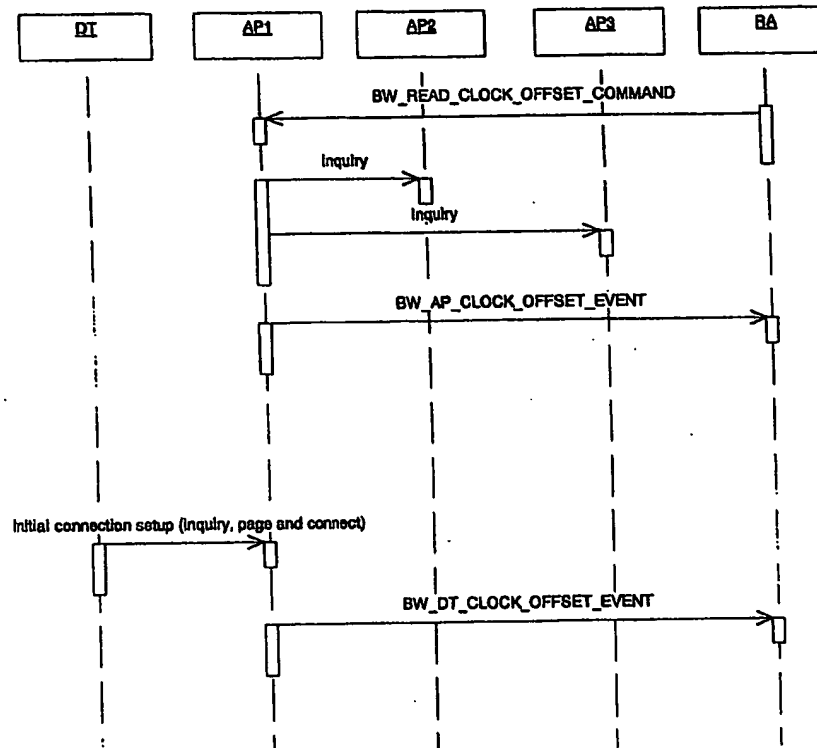 DT
AP1
AP2
AP3
BA
BW_READ_CLOCK_OFFSET_COMMAND
Inquiry
Inquiry
BW_AP_CLOCK_OFFSET_EVENT
Initial connection setup (inquiry, page and connect)
BW_DT_CLOCK_OFFSET_EVENT